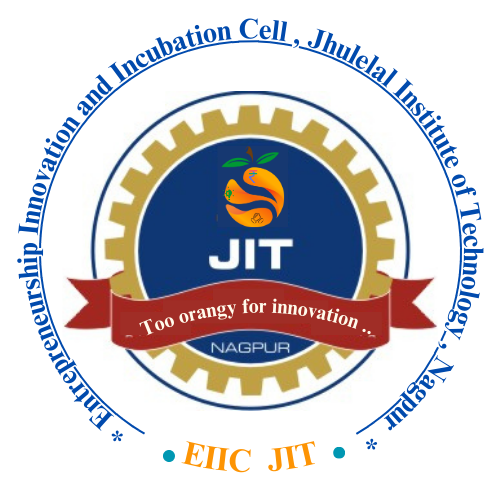 * Entrepreneurship Innovation and Incubation Cell , Jhulelal Institute of Technology , Nagpur *
JIT
Too orangy for innovation ..
NAGPUR
EIIC JIT